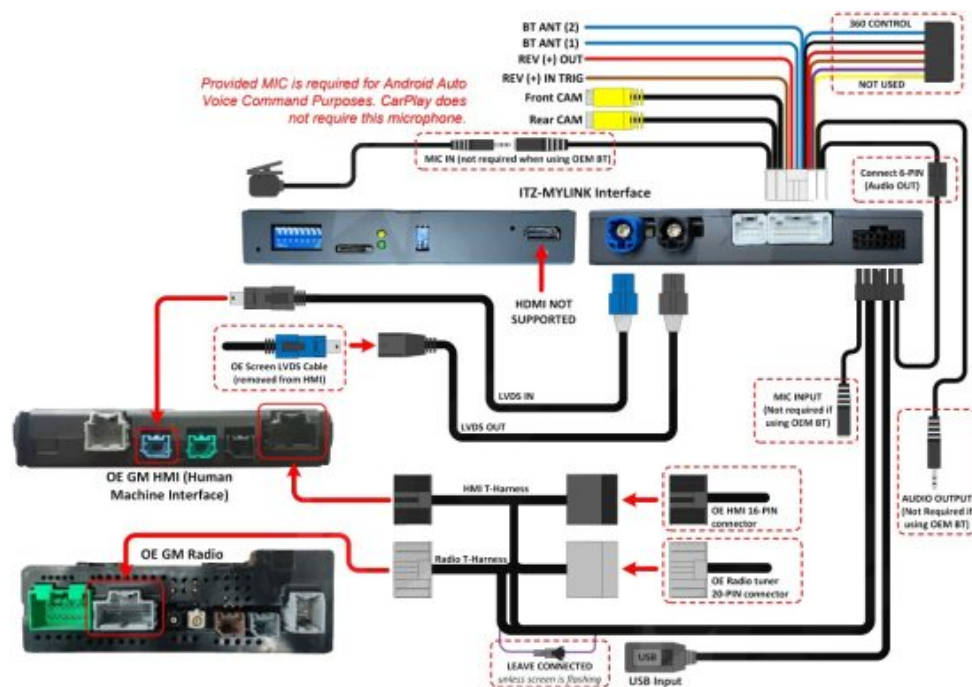 BT ANT (2)
BT ANT (1)
REV (+) OUT
REV (+) IN TRIG
Front CAM
Rear CAM
360 CONTROL
NOT USED
Provided MIC is required for Android Auto
Voice Command Purposes. CarPlay does
not require this microphone.
MIC IN (not required when using OEM BT)
Connect 6-PIN
(Audio OUT)
ITZ-MYLINK Interface
HDMI NOT
SUPPORTED
OE Screen LVDS Cable
(removed from HMI)
LVDS IN
LVDS OUT
MIC INPUT
(Not required if
using OEM BT)
AUDIO OUTPUT
(Not Required if
using OEM BT)
OE GM HMI (Human
Machine Interface)
HMI T-Harness
OE HMI 16-PIN
connector
OE GM Radio
Radio T-Harness
OE Radio tuner
20-PIN connector
LEAVE CONNECTED
unless screen is flashing
USB
USB Input